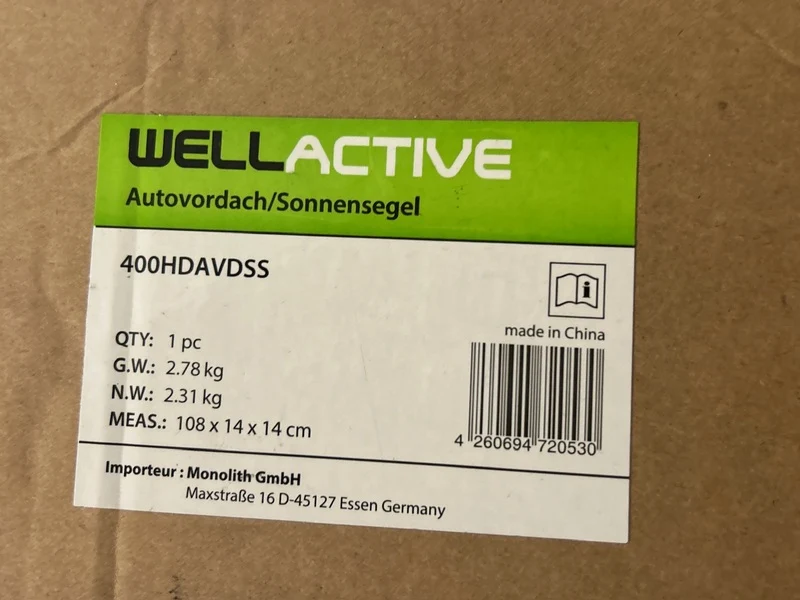 WELLACTIVE
Autovordach/Sonnensegel
400HDAVDSS
i
made in China
QTY: 1 pc
G.W.: 2.78 kg
N.W.: 2.31 kg
MEAS.: 108 x 14 x 14 cm
4 260694 720530
Importeur : Monolith GmbH
Maxstraße 16 D-45127 Essen Germany